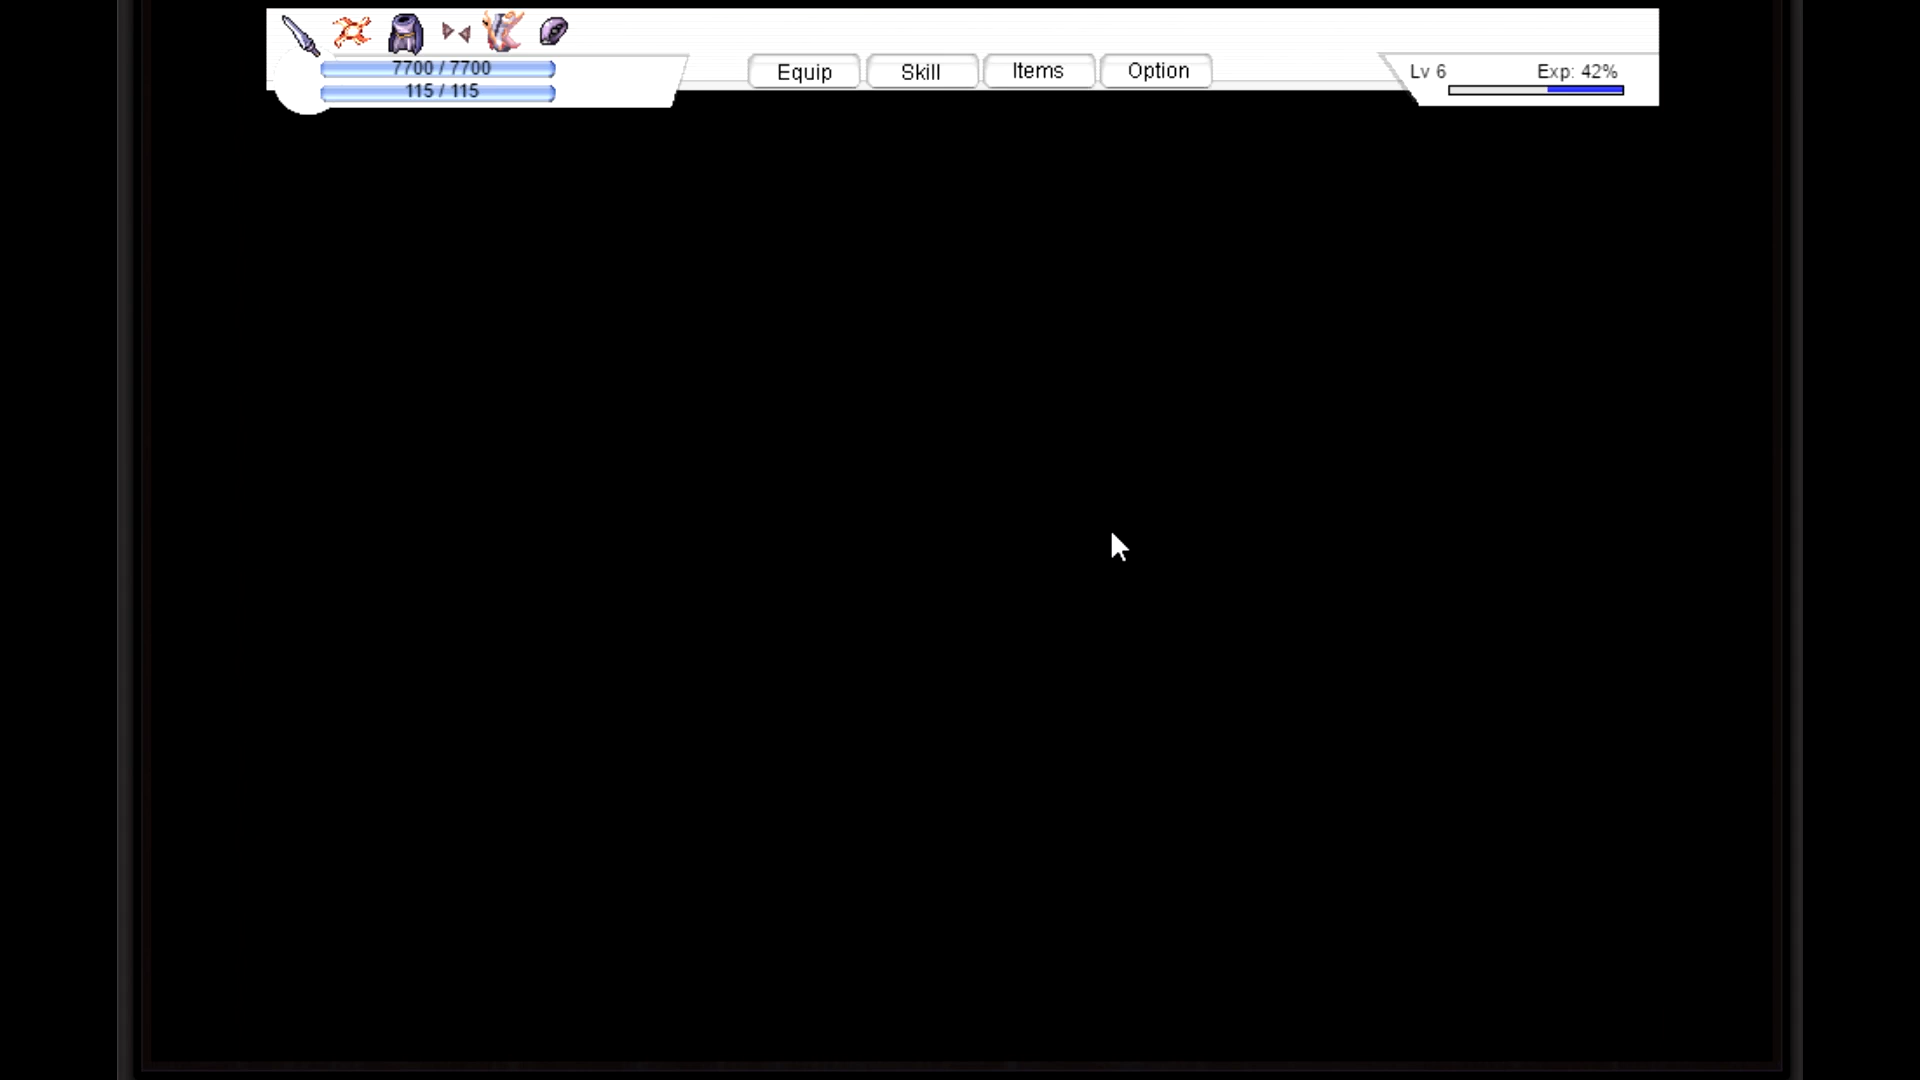 7700 / 7700
115 / 115
Equip
Skill
Items
Option
Lv 6
Exp: 42%